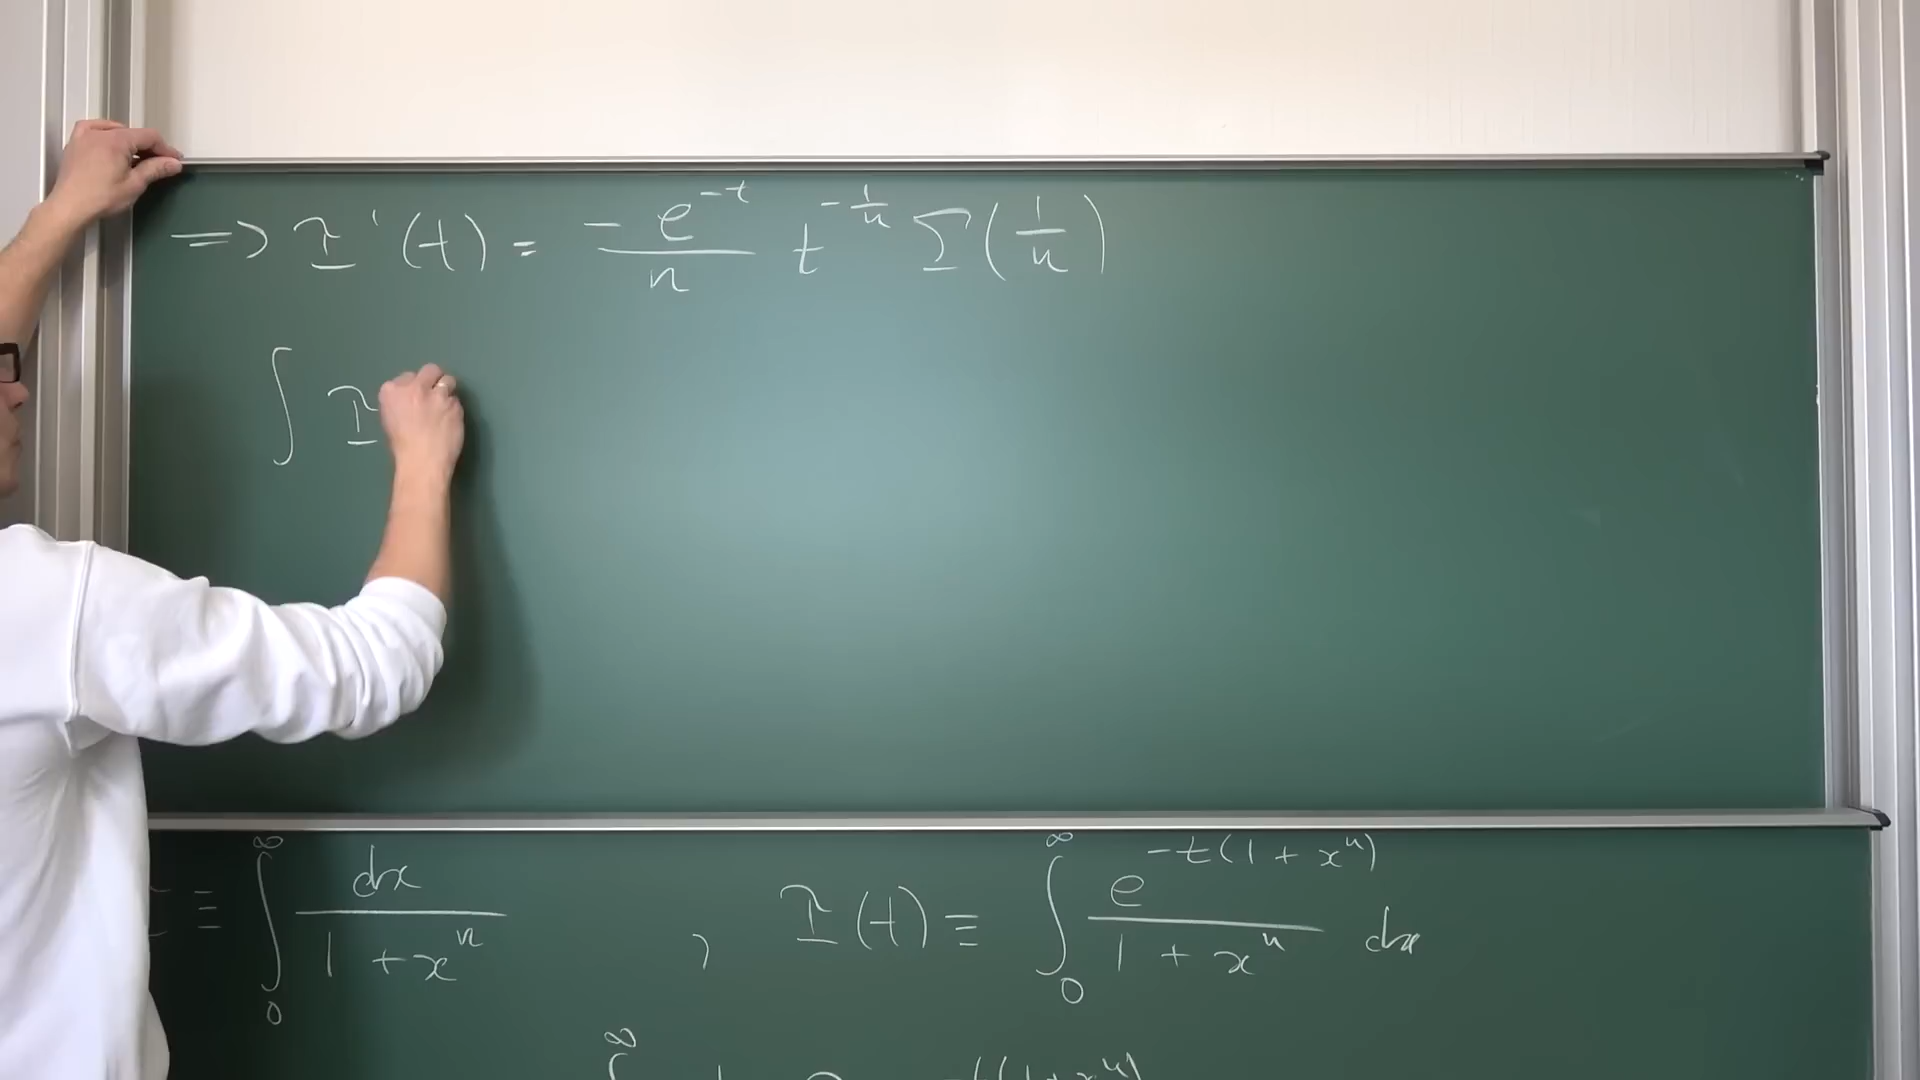 => I'(t) = -e^{-t}/n t^{-1/n} Γ(1/n)
∫ I
≡ ∫_0^∞ dx/(1+x^n) , I(t) ≡ ∫_0^∞ e^{-t(1+x^n)}/(1+x^n) dx